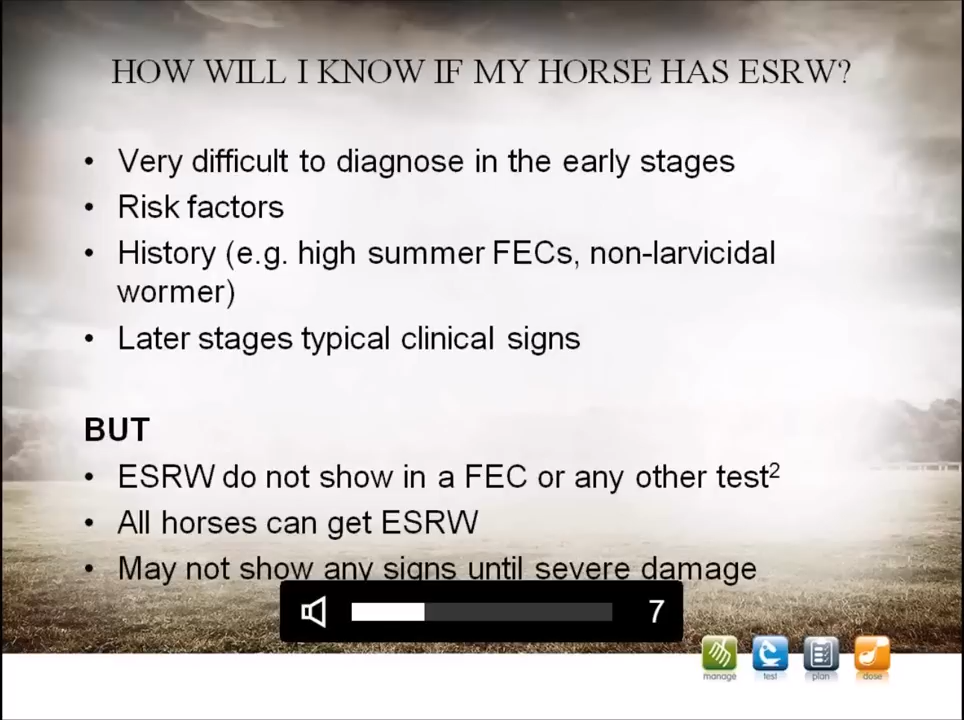 HOW WILL I KNOW IF MY HORSE HAS ESRW?
• Very difficult to diagnose in the early stages
• Risk factors
• History (e.g. high summer FECs, non-larvicidal
wormer)
• Later stages typical clinical signs
BUT
• ESRW do not show in a FEC or any other test²
• All horses can get ESRW
• May not show any signs until severe damage
7
manage test plan dose